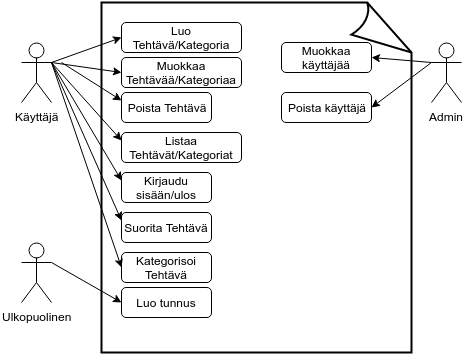 Luo
Tehtävä/Kategoria
Muokkaa
Tehtävää/Kategoriaa
Poista Tehtävä
Listaa
Tehtävät/Kategoriat
Kirjaudu
sisään/ulos
Suorita Tehtävä
Kategorisoi
Tehtävä
Luo tunnus
Muokkaa
käyttäjää
Poista käyttäjä
Käyttäjä
Admin
Ulkopuolinen